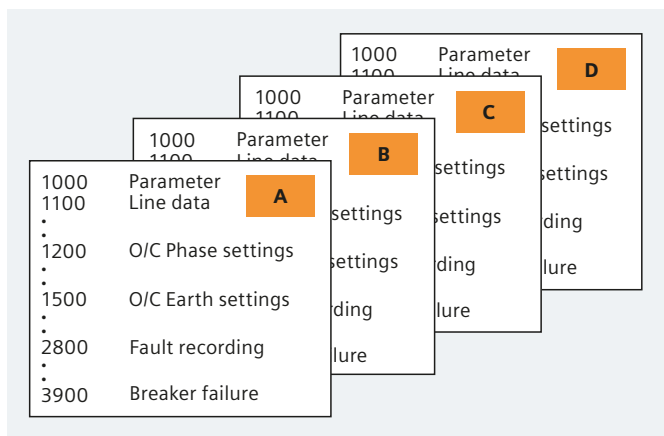 1000 Parameter
1100 Line data
D
settings
settings
ding
lure
1000 Parameter
1100 Line data
C
settings
settings
ding
lure
1000 Parameter
1100 Line data
B
settings
settings
rding
lure
1000 Parameter
1100 Line data
A
1200 O/C Phase settings
1500 O/C Earth settings
2800 Fault recording
3900 Breaker failure